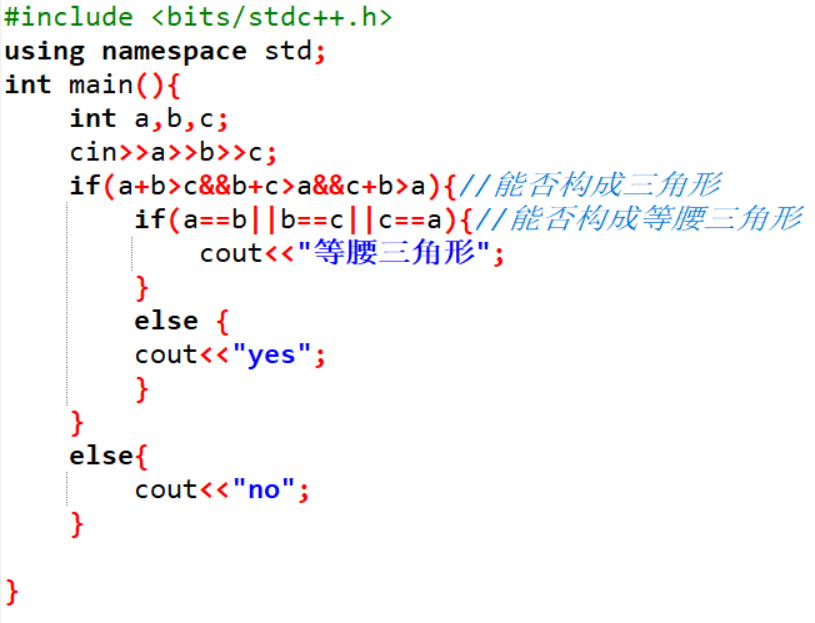 #include <bits/stdc++.h>
using namespace std;
int main(){
    int a,b,c;
    cin>>a>>b>>c;
    if(a+b>c&&b+c>a&&c+b>a){//能否构成三角形
        if(a==b||b==c||c==a){//能否构成等腰三角形
            cout<<"等腰三角形";
        }
        else {
        cout<<"yes";
        }
    }
    else{
        cout<<"no";
    }

}